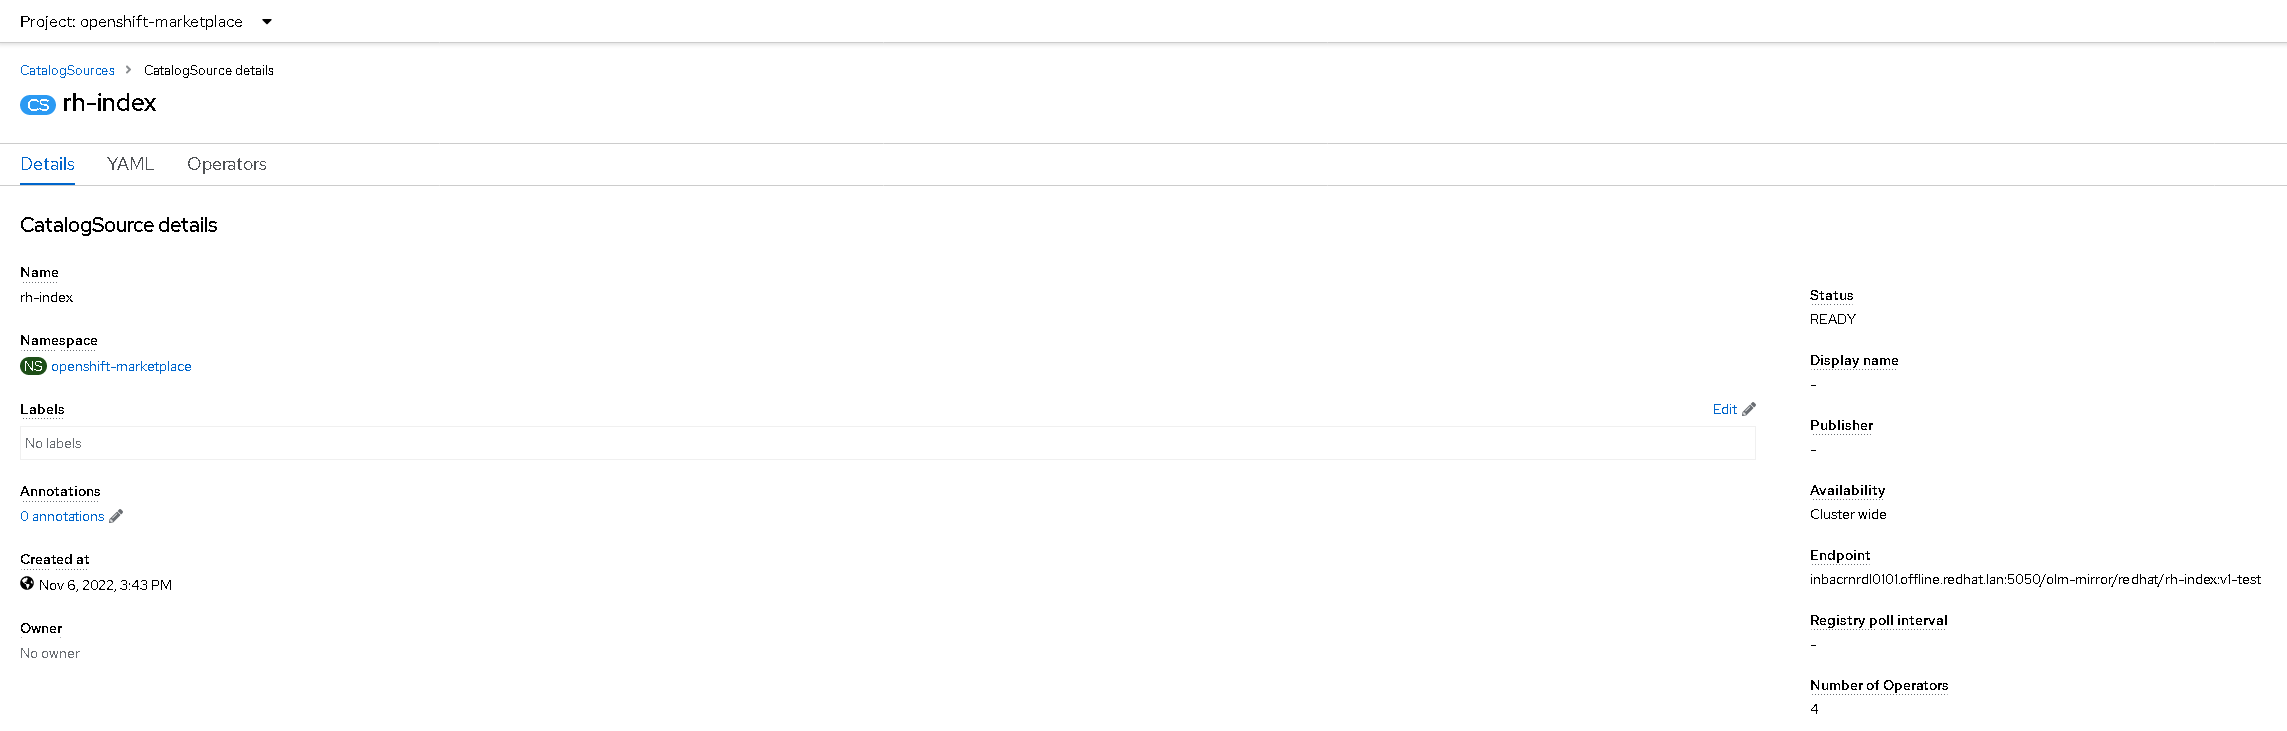 Project: openshift-marketplace
CatalogSources > CatalogSource details
CS rh-index
Details YAML Operators
CatalogSource details
Name
rh-index
Namespace
NS openshift-marketplace
Labels
Edit
No labels
Annotations
0 annotations
Created at
Nov 6, 2022, 3:43 PM
Owner
No owner
Status
READY
Display name
-
Publisher
-
Availability
Cluster wide
Endpoint
inbacrnrdl0101.offline.redhat.lan:5050/olm-mirror/redhat/rh-index:v1-test
Registry poll interval
-
Number of Operators
4